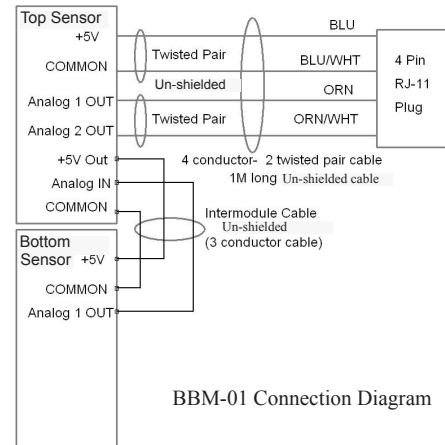 Top Sensor
+5V
BLU
Twisted Pair
COMMON
BLU/WHT
4 Pin
Un-shielded
RJ-11
Analog 1 OUT
ORN
Plug
Analog 2 OUT
Twisted Pair
ORN/WHT
+5V Out
4 conductor- 2 twisted pair cable
Analog IN
1M long Un-shielded cable
COMMON
Intermodule Cable
Un-shielded
(3 conductor cable)
Bottom
Sensor +5V
COMMON
Analog 1 OUT
BBM-01 Connection Diagram